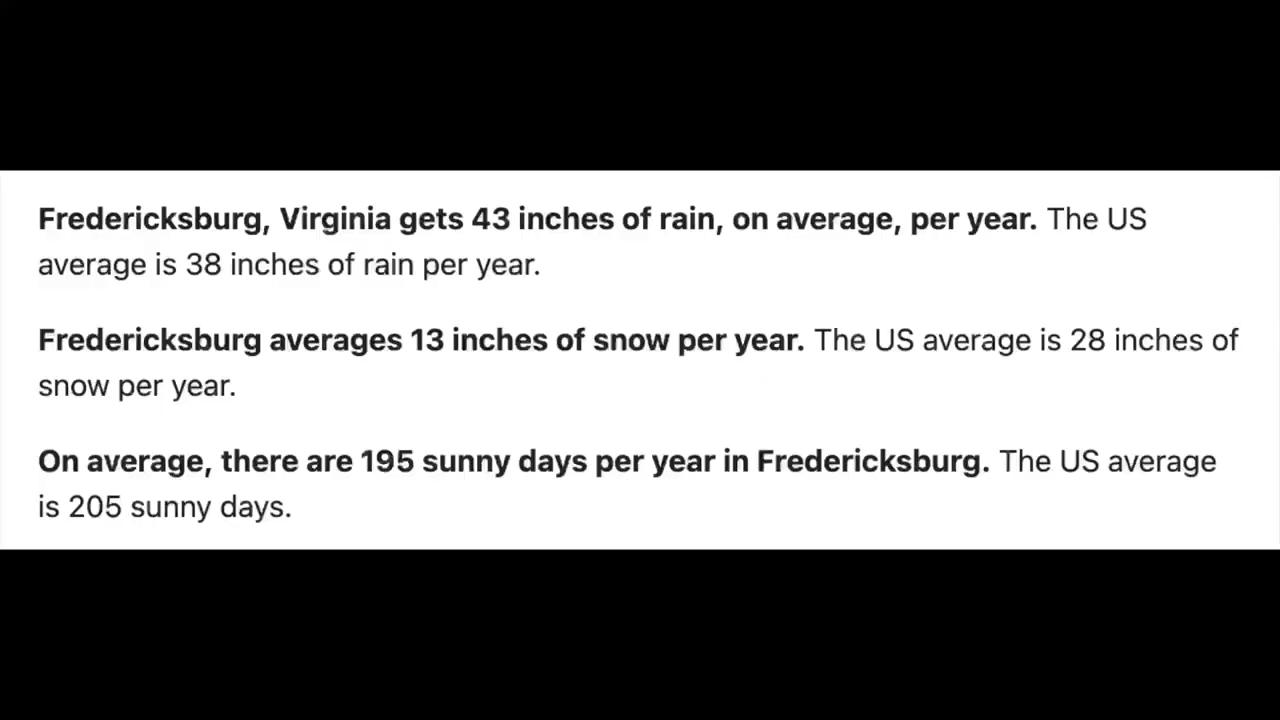 Fredericksburg, Virginia gets 43 inches of rain, on average, per year. The US
average is 38 inches of rain per year.
Fredericksburg averages 13 inches of snow per year. The US average is 28 inches of
snow per year.
On average, there are 195 sunny days per year in Fredericksburg. The US average
is 205 sunny days.